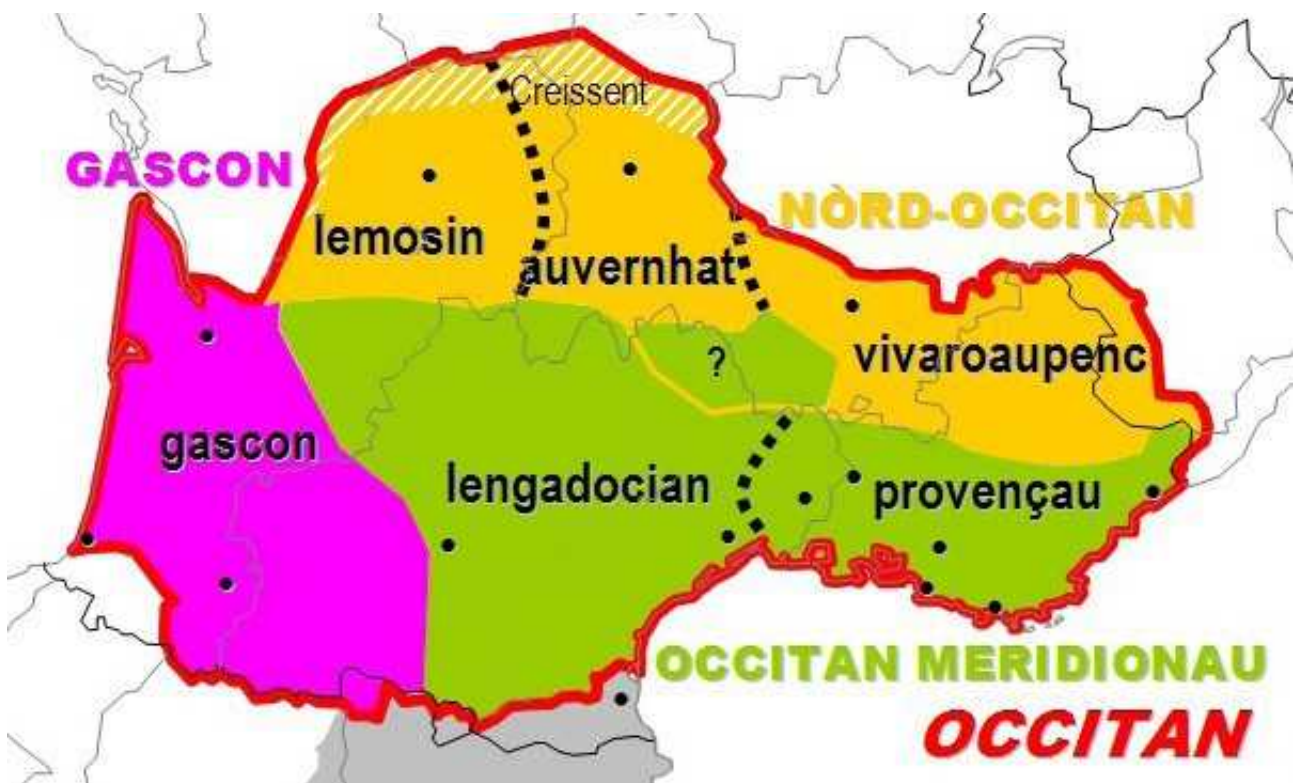 Creissent
GASCON
NÒRD-OCCITAN
lemosin
auvernhat
vivaroaupenc
?
gascon
lengadocian
provençau
OCCITAN MERIDIONAU
OCCITAN